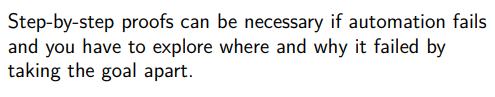 Step-by-step proofs can be necessary if automation fails
and you have to explore where and why it failed by
taking the goal apart.